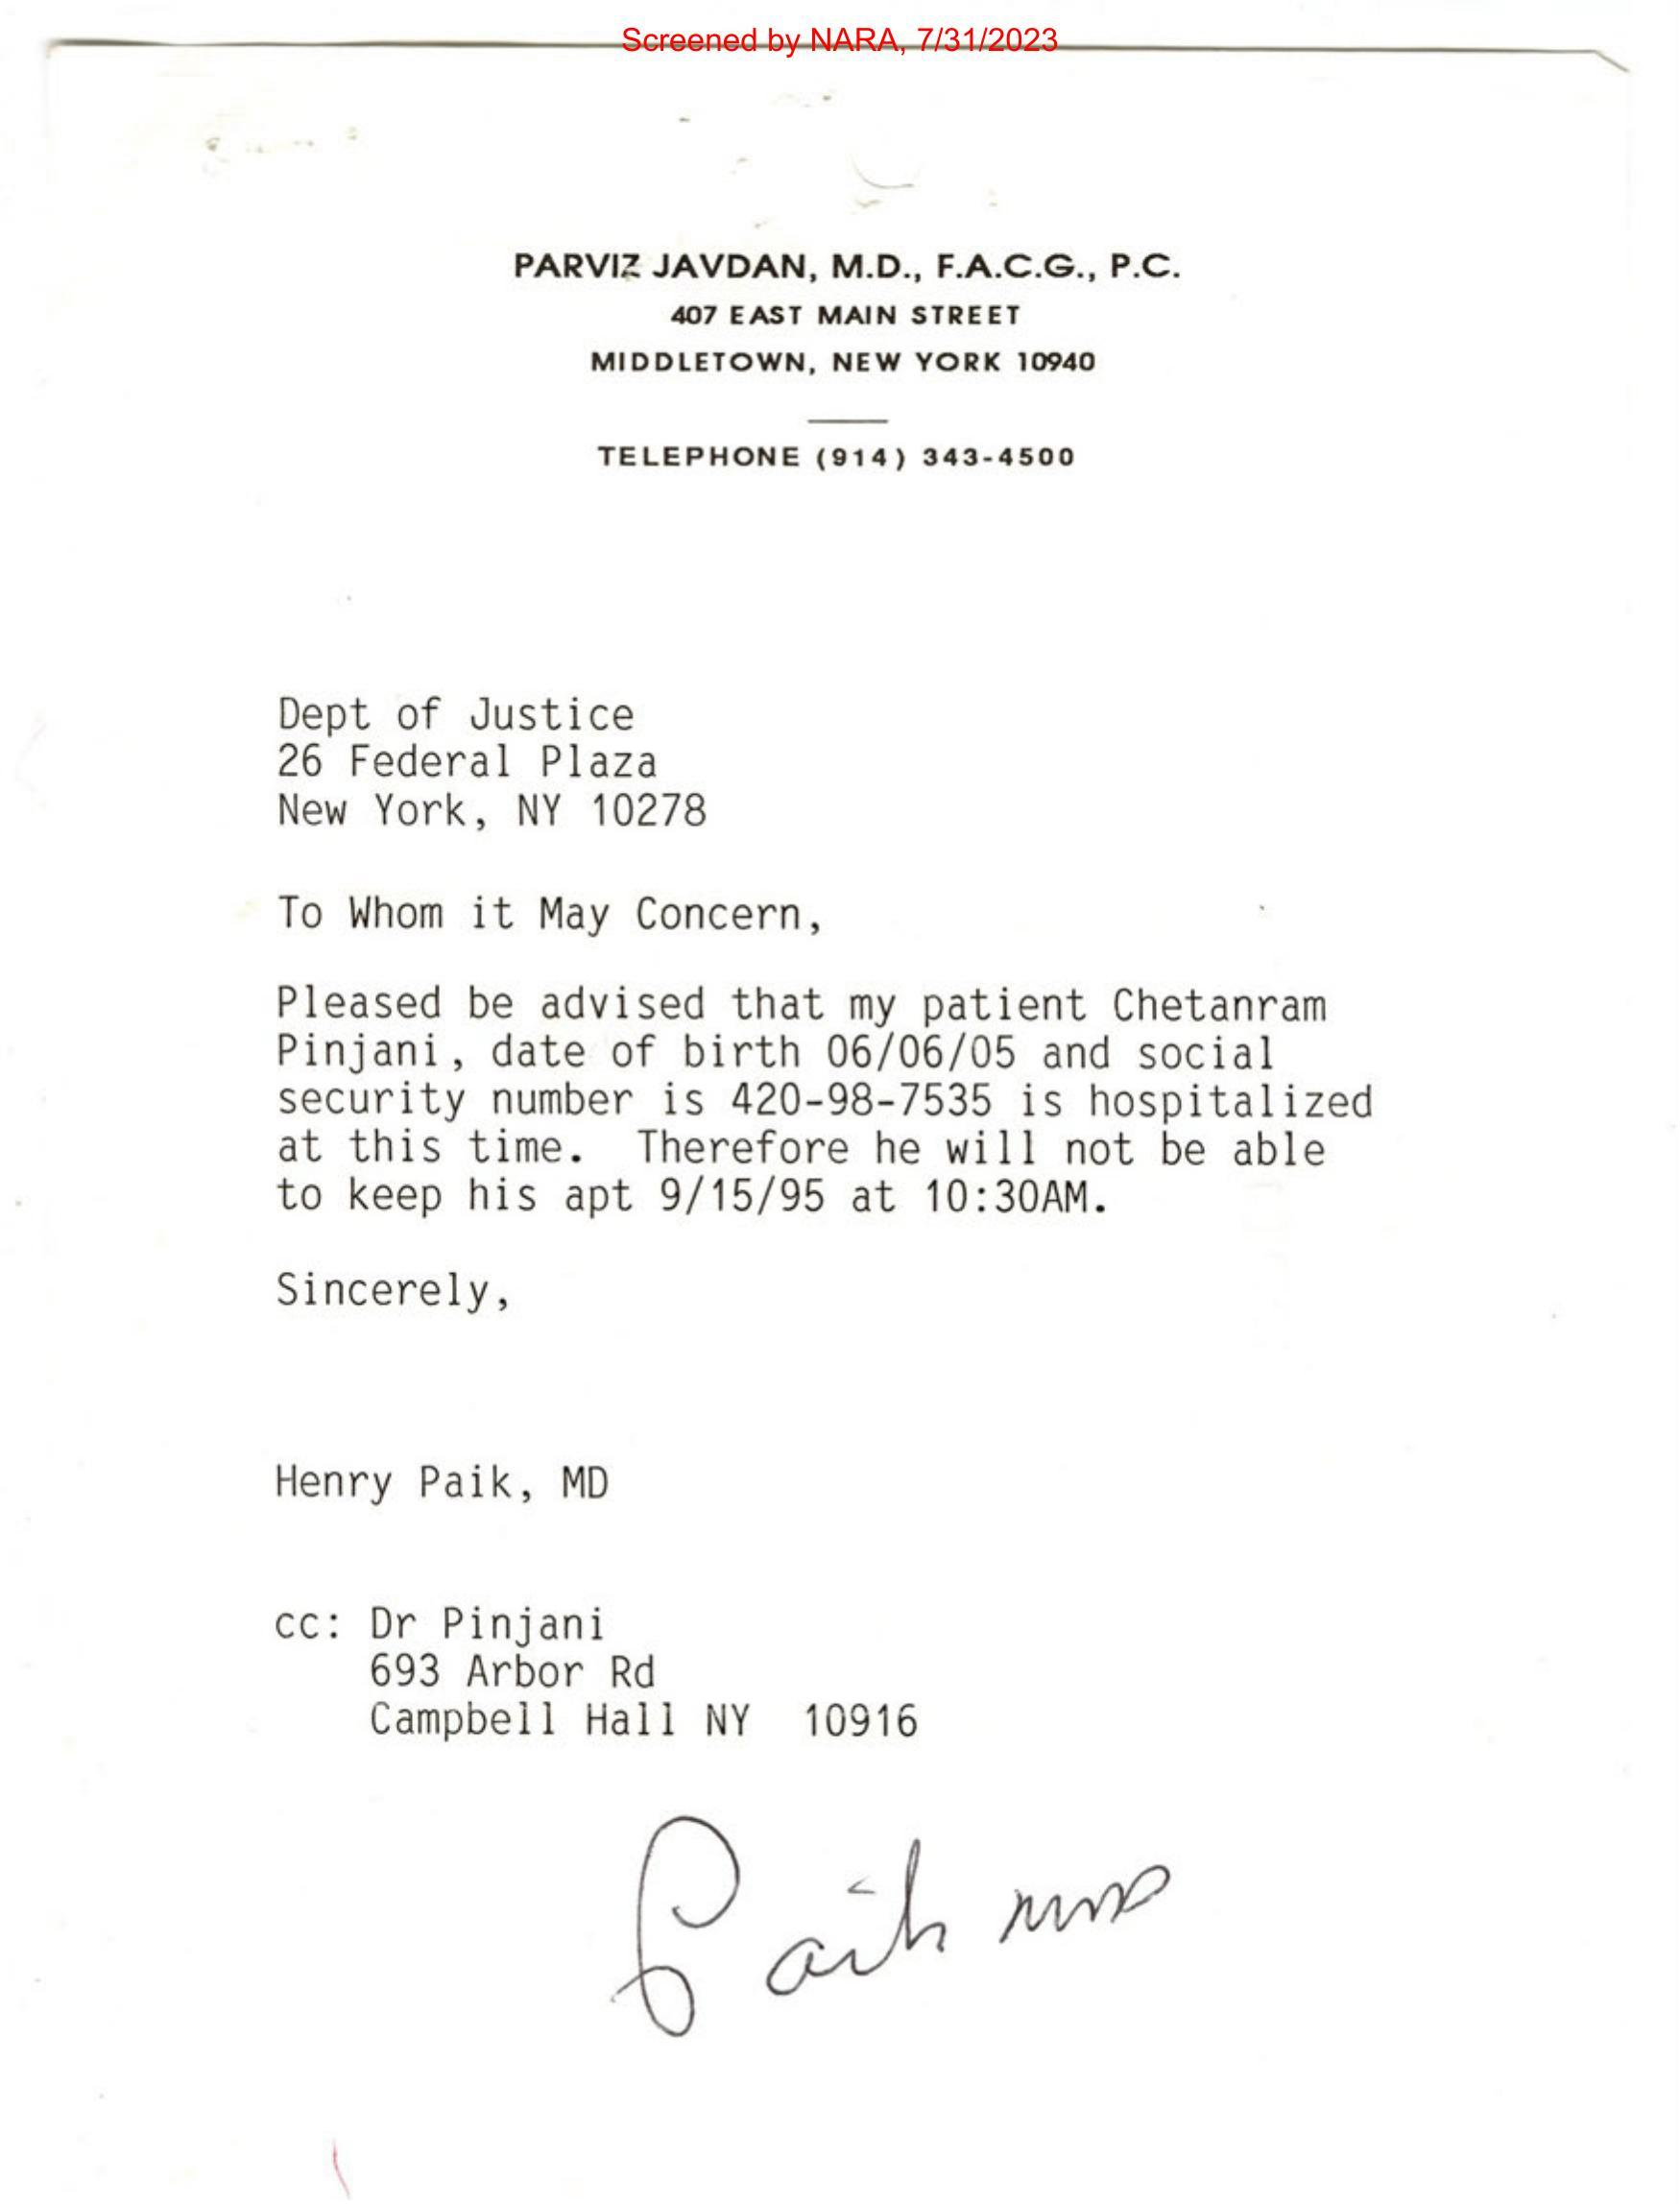 Screened by NARA, 7/31/2023
PARVIZ JAVDAN, M.D., F.A.C.G., P.C.
407 EAST MAIN STREET
MIDDLETOWN, NEW YORK 10940
TELEPHONE (914) 343-4500
Dept of Justice
26 Federal Plaza
New York, NY 10278
To Whom it May Concern,
Pleased be advised that my patient Chetanram
Pinjani, date of birth 06/06/05 and social
security number is 420-98-7535 is hospitalized
at this time. Therefore he will not be able
to keep his apt 9/15/95 at 10:30AM.
Sincerely,
Henry Paik, MD
cc: Dr Pinjani
693 Arbor Rd
Campbell Hall NY 10916
Paik MD